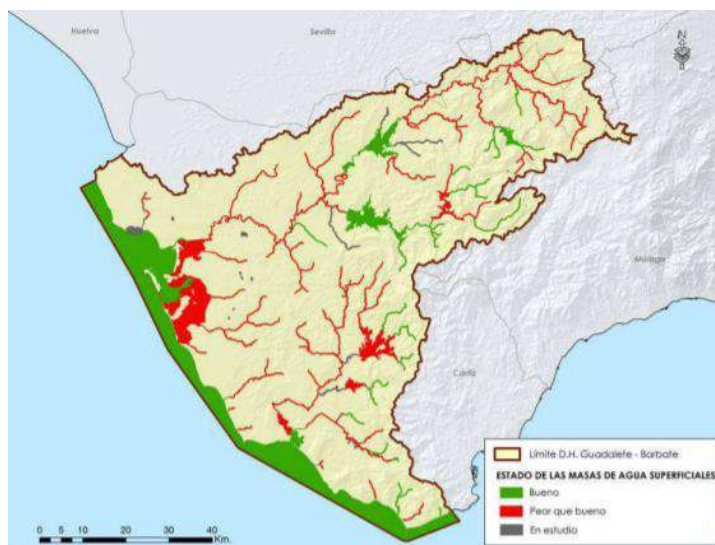 Huelva
Sevilla
N
Málaga
Cádiz
Límite D.H. Guadalete - Barbate
ESTADO DE LAS MASAS DE AGUA SUPERFICIALES
Bueno
Peor que bueno
En estudio
0 5 10 20 30 40
Km.